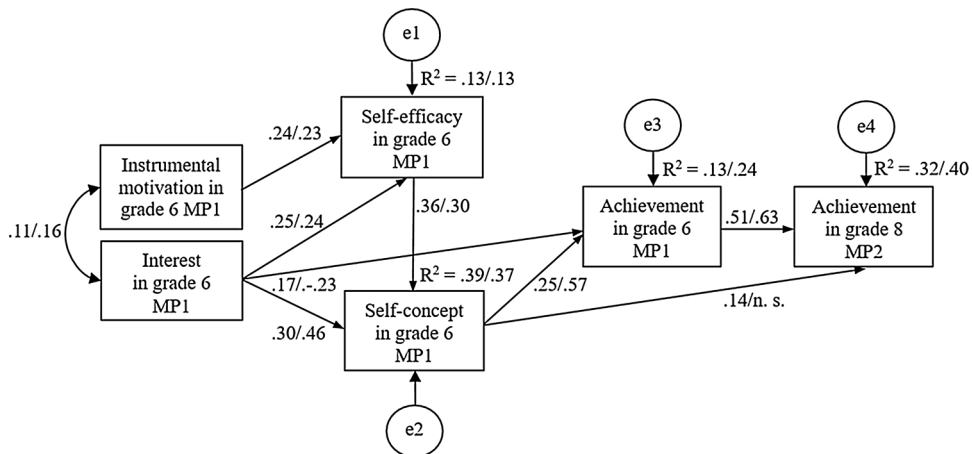 e1
R² = .13/.13
Self-efficacy
in grade 6
MP1
.24/.23
Instrumental
motivation in
grade 6 MP1
.11/.16
Interest
in grade 6
MP1
.25/.24
.36/.30
.17/.-.23
.30/.46
R² = .39/.37
Self-concept
in grade 6
MP1
e2
.25/.57
e3
R² = .13/.24
Achievement
in grade 6
MP1
.51/.63
e4
R² = .32/.40
Achievement
in grade 8
MP2
.14/n. s.